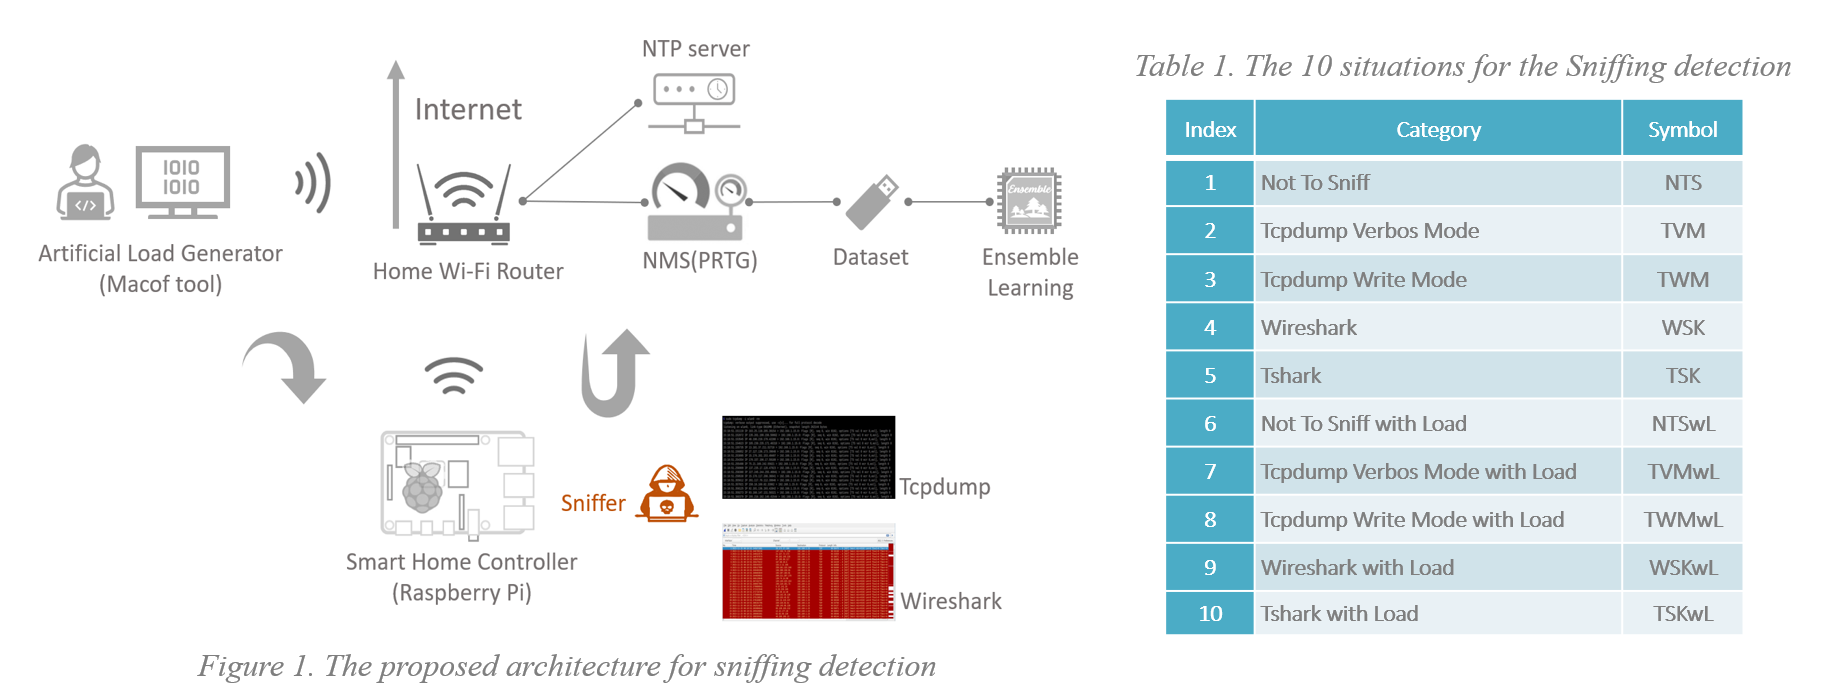 NTP server
Internet
1010
1010
</>
Ensemble
Artificial Load Generator
(Macof tool)
Home Wi-Fi Router
NMS(PRTG)
Dataset
Ensemble
Learning
Sniffer
Tcpdump
Smart Home Controller
(Raspberry Pi)
Wireshark
Figure 1. The proposed architecture for sniffing detection
Table 1. The 10 situations for the Sniffing detection
Index Category Symbol
1 Not To Sniff NTS
2 Tcpdump Verbos Mode TVM
3 Tcpdump Write Mode TWM
4 Wireshark WSK
5 Tshark TSK
6 Not To Sniff with Load NTSwL
7 Tcpdump Verbos Mode with Load TVMwL
8 Tcpdump Write Mode with Load TWMwL
9 Wireshark with Load WSKwL
10 Tshark with Load TSKwL